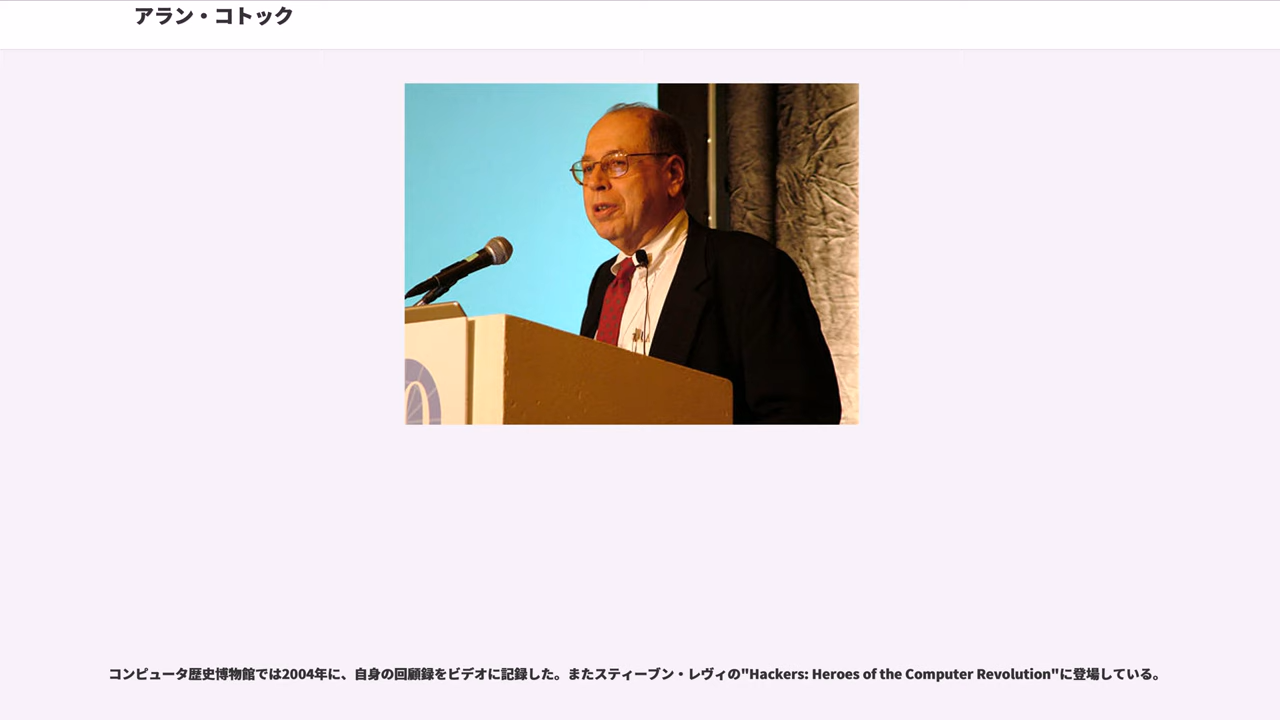 アラン・コトック
コンピュータ歴史博物館では2004年に、自身の回顧録をビデオに記録した。またスティーブン・レヴィの"Hackers: Heroes of the Computer Revolution"に登場している。